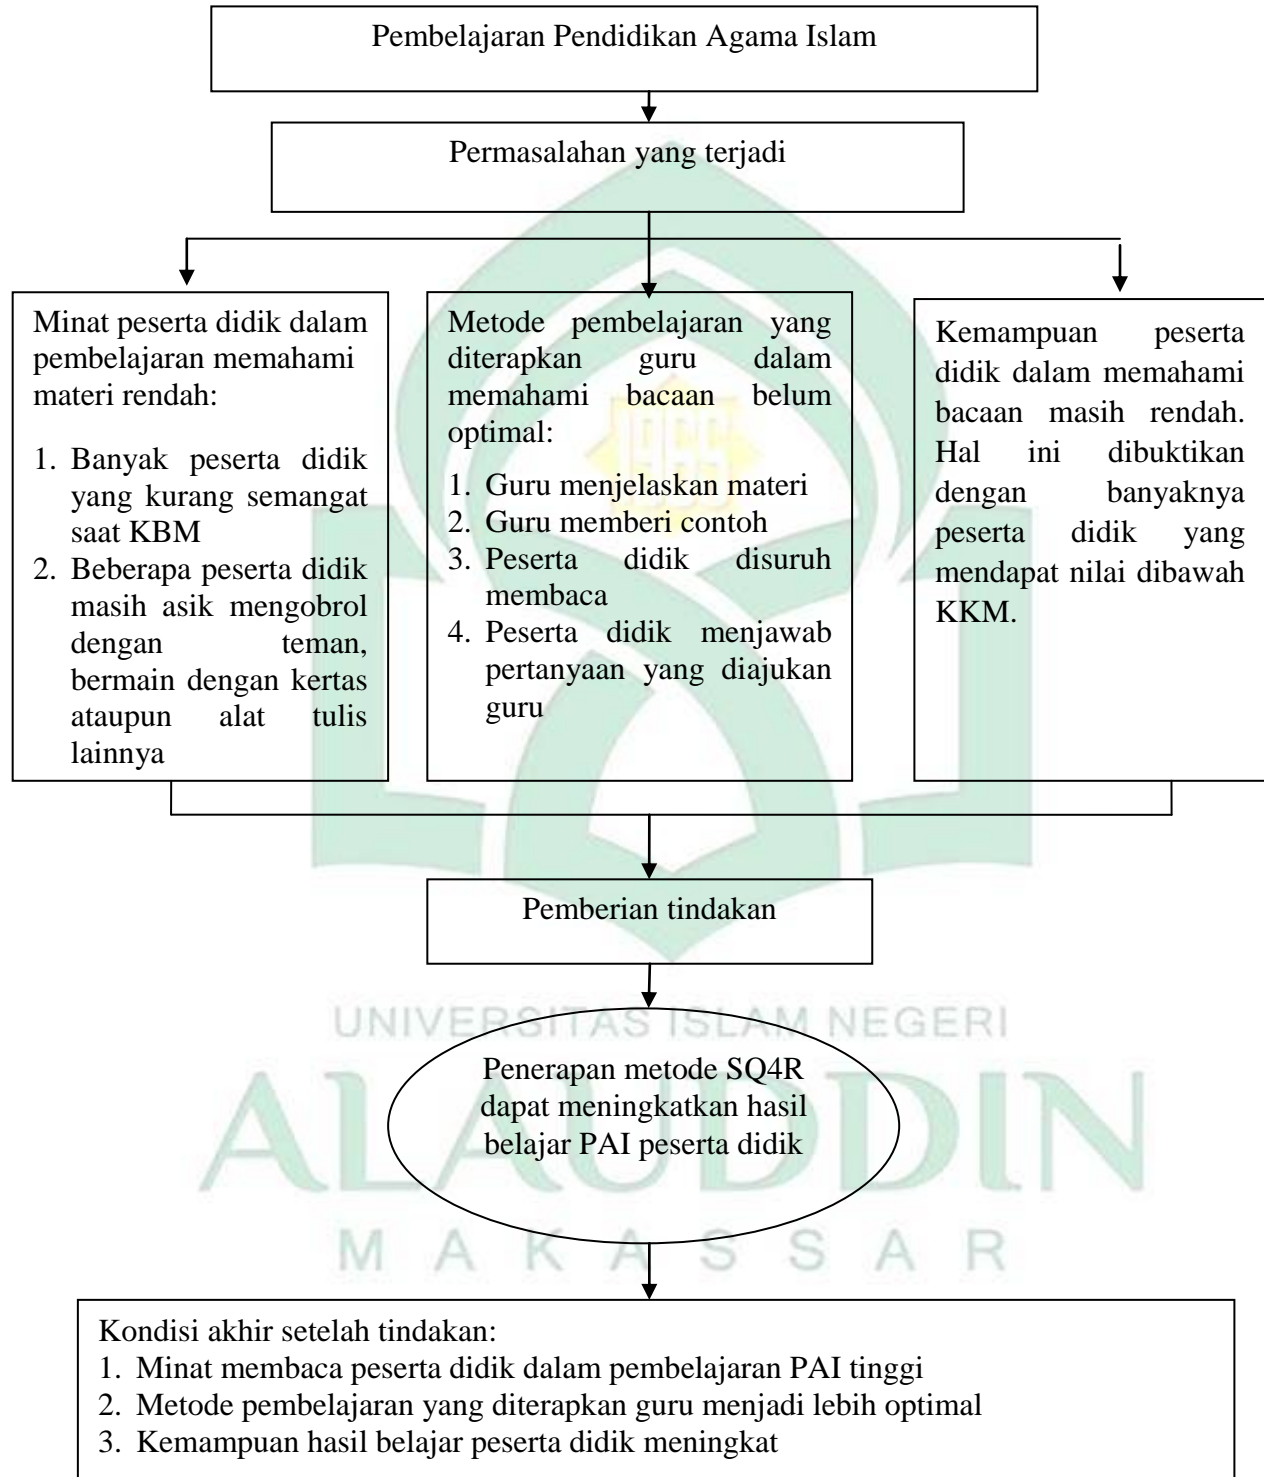 Pembelajaran Pendidikan Agama Islam
Permasalahan yang terjadi
Minat peserta didik dalam
pembelajaran memahami
materi rendah:
1. Banyak peserta didik
yang kurang semangat
saat KBM
2. Beberapa peserta didik
masih asik mengobrol
dengan teman,
bermain dengan kertas
ataupun alat tulis
lainnya
Metode pembelajaran yang
diterapkan guru dalam
memahami bacaan belum
optimal:
1. Guru menjelaskan materi
2. Guru memberi contoh
3. Peserta didik disuruh
membaca
4. Peserta didik menjawab
pertanyaan yang diajukan
guru
Kemampuan peserta
didik dalam memahami
bacaan masih rendah.
Hal ini dibuktikan
dengan banyaknya
peserta didik yang
mendapat nilai dibawah
KKM.
1965
Pemberian tindakan
UNIVERSITAS ISLAM NEGERI
Penerapan metode SQ4R
dapat meningkatkan hasil
belajar PAI peserta didik
ALAUDDIN
MAKASSAR
Kondisi akhir setelah tindakan:
1. Minat membaca peserta didik dalam pembelajaran PAI tinggi
2. Metode pembelajaran yang diterapkan guru menjadi lebih optimal
3. Kemampuan hasil belajar peserta didik meningkat